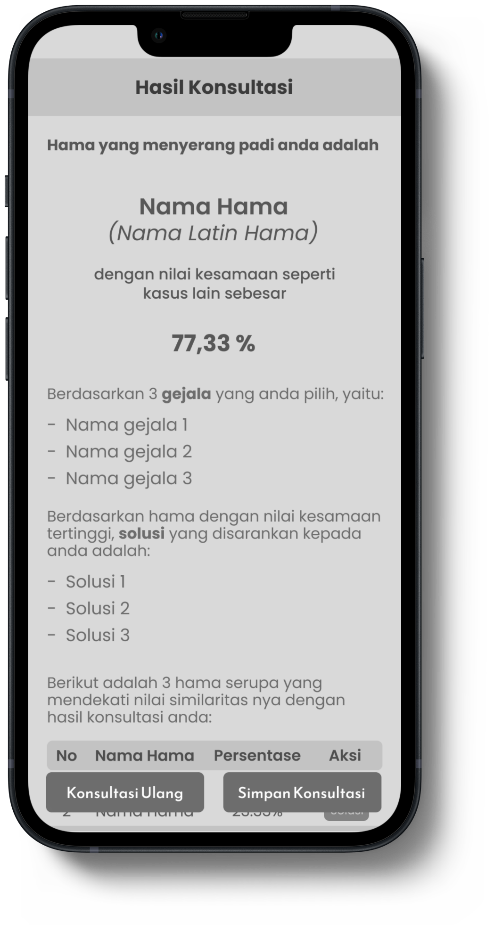 Hasil Konsultasi
Hama yang menyerang padi anda adalah
Nama Hama
(Nama Latin Hama)
dengan nilai kesamaan seperti
kasus lain sebesar
77,33 %
Berdasarkan 3 gejala yang anda pilih, yaitu:
- Nama gejala 1
- Nama gejala 2
- Nama gejala 3
Berdasarkan hama dengan nilai kesamaan
tertinggi, solusi yang disarankan kepada
anda adalah:
- Solusi 1
- Solusi 2
- Solusi 3
Berikut adalah 3 hama serupa yang
mendekati nilai similaritas nya dengan
hasil konsultasi anda:
No Nama Hama Persentase Aksi
Konsultasi Ulang Simpan Konsultasi
2 Nama Hama